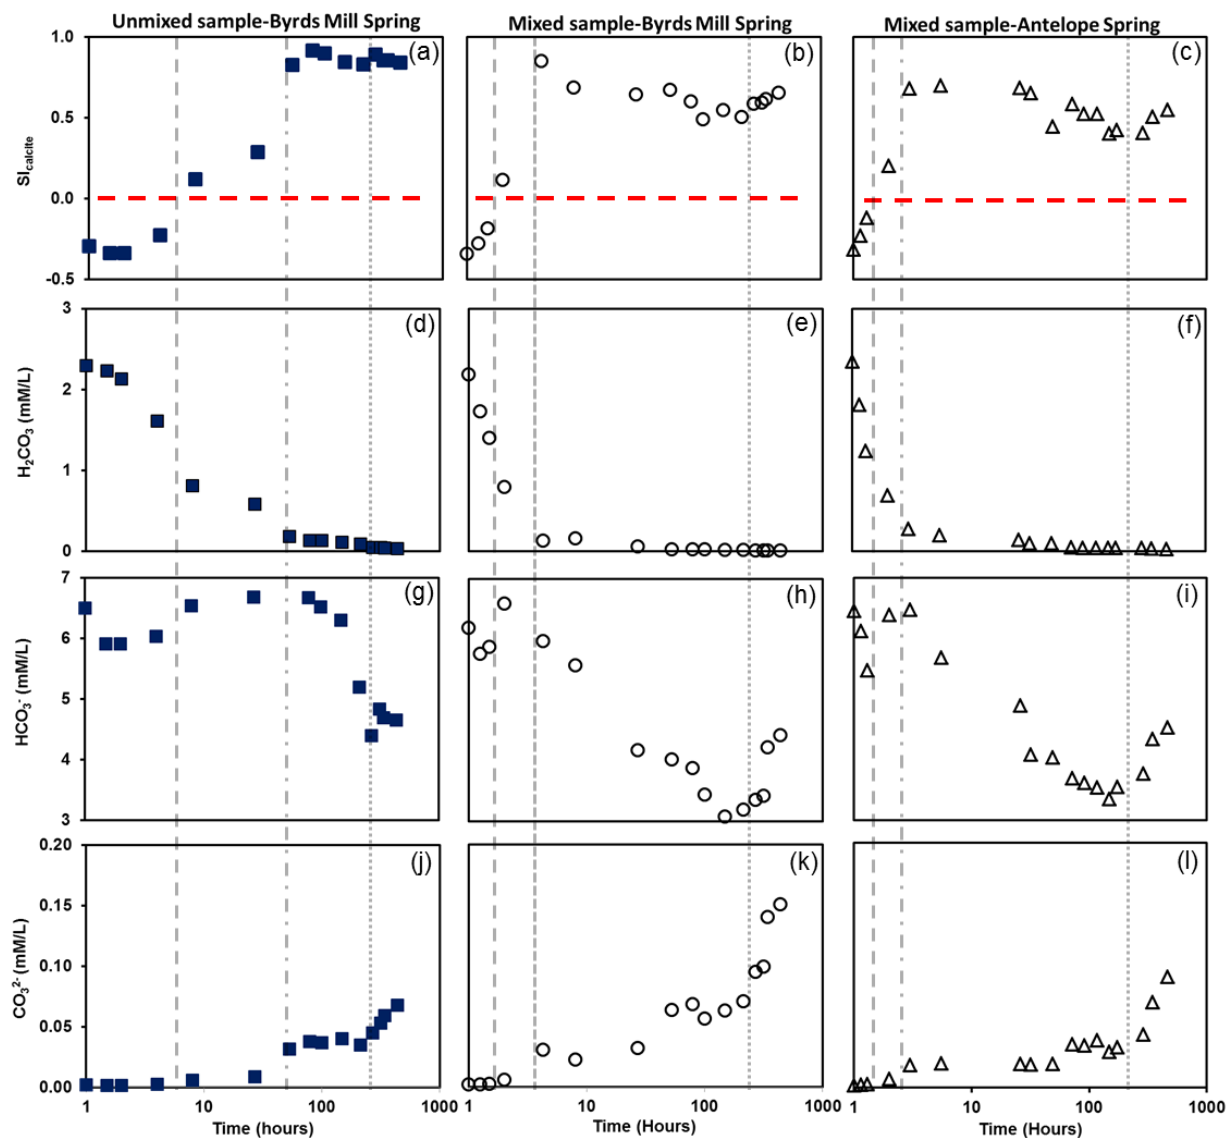 Unmixed sample-Byrds Mill Spring
Mixed sample-Byrds Mill Spring
Mixed sample-Antelope Spring
SIcalcite
1.0
0.5
0.0
-0.5
(a)
(b)
(c)
H₂CO₃ (mM/L)
3
2
1
0
(d)
(e)
(f)
HCO₃⁻ (mM/L)
7
6
5
4
3
(g)
(h)
(i)
CO₃²⁻ (mM/L)
0.20
0.15
0.10
0.05
0.00
(j)
(k)
(l)
1 10 100 1000
1 10 100 1000
1 10 100 1000
Time (hours)
Time (Hours)
Time (Hours)